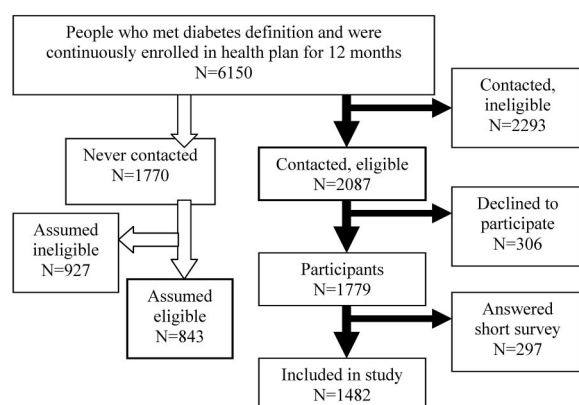 People who met diabetes definition and were
continuously enrolled in health plan for 12 months
N=6150
Contacted,
ineligible
N=2293
Never contacted
N=1770
Contacted, eligible
N=2087
Assumed
ineligible
N=927
Declined to
participate
N=306
Assumed
eligible
N=843
Participants
N=1779
Answered
short survey
N=297
Included in study
N=1482